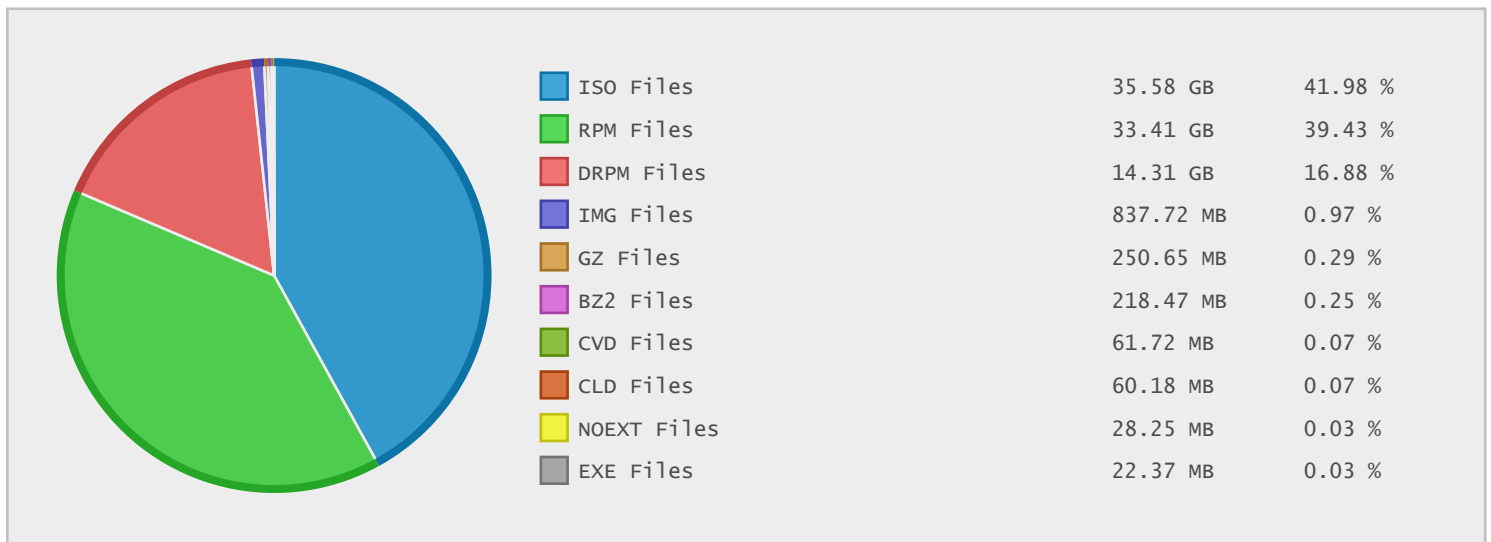 ISO Files 35.58 GB 41.98 %
RPM Files 33.41 GB 39.43 %
DRPM Files 14.31 GB 16.88 %
IMG Files 837.72 MB 0.97 %
GZ Files 250.65 MB 0.29 %
BZ2 Files 218.47 MB 0.25 %
CVD Files 61.72 MB 0.07 %
CLD Files 60.18 MB 0.07 %
NOEXT Files 28.25 MB 0.03 %
EXE Files 22.37 MB 0.03 %